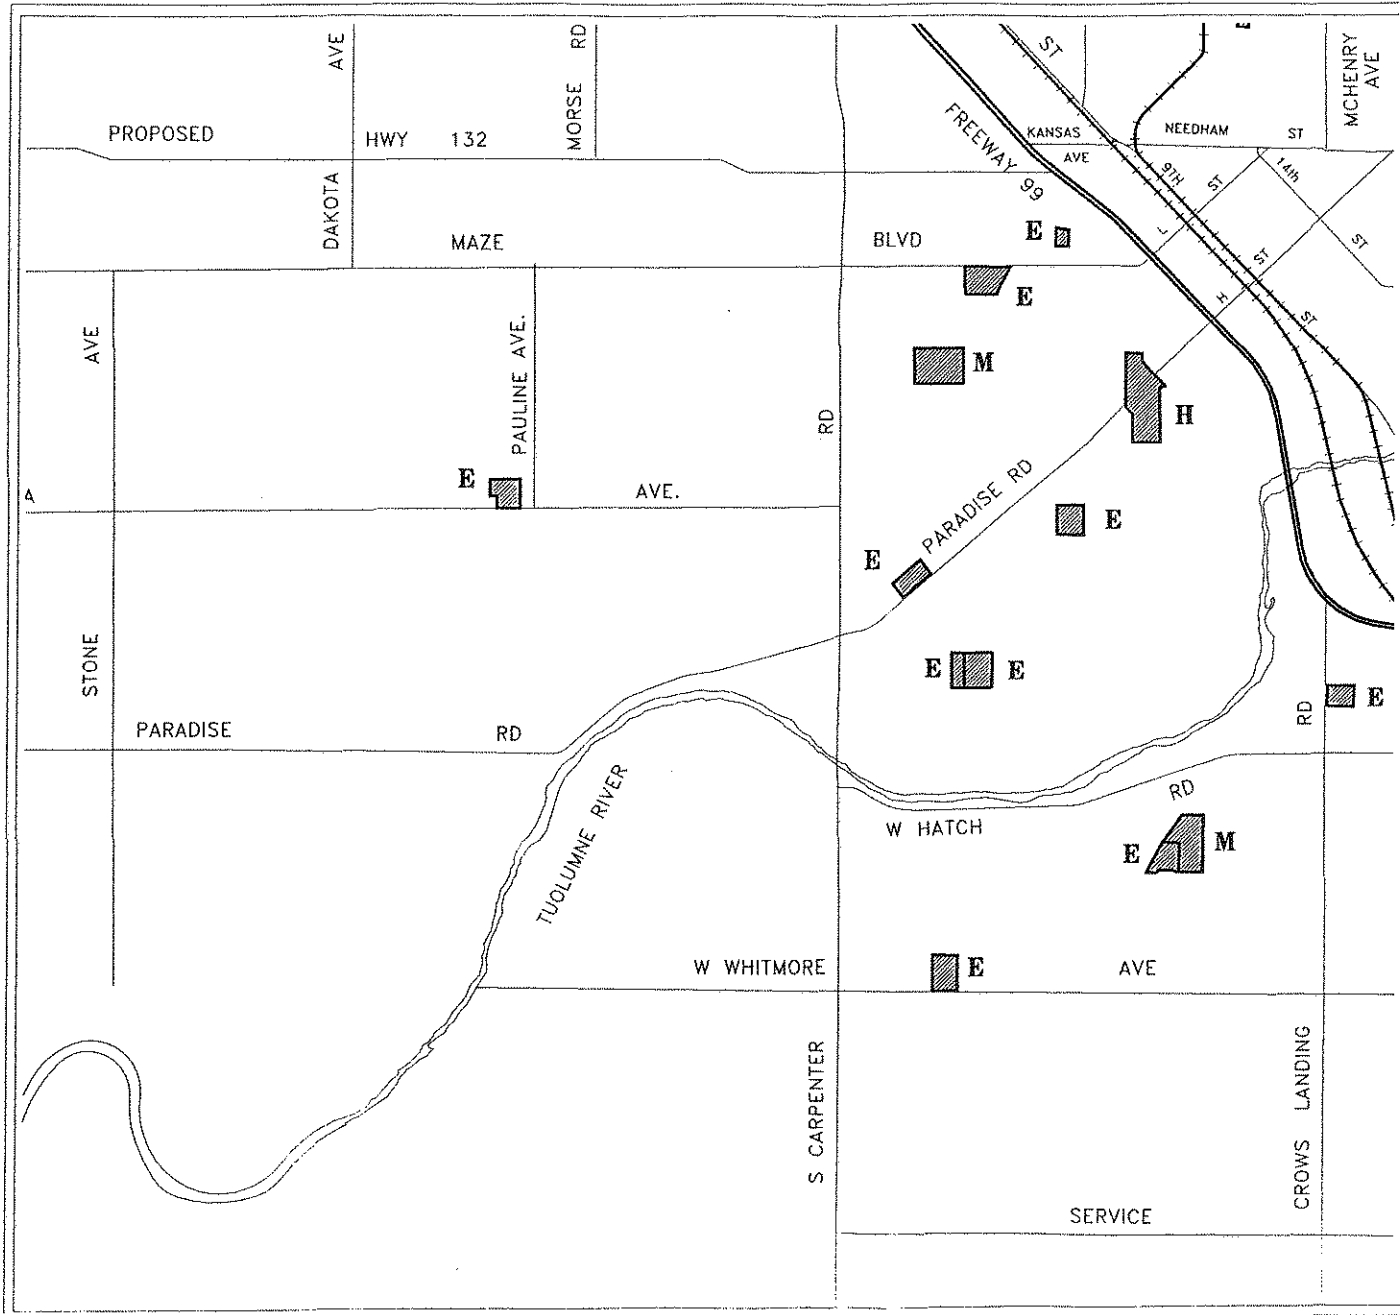 AVE
MORSE RD
ST
MCHENRY
AVE
PROPOSED HWY 132
FREEWAY 99
KANSAS
AVE
NEEDHAM ST
9TH
ST
14th
ST
DAKOTA
MAZE BLVD
E
L
E
ST
H
ST
AVE
PAULINE AVE.
M
RD
H
E
A
AVE.
PARADISE RD
E
E
STONE
E E
E
PARADISE RD
RD
TUOLUMNE RIVER
RD
W HATCH
E M
W WHITMORE E AVE
S CARPENTER
CROWS LANDING
SERVICE